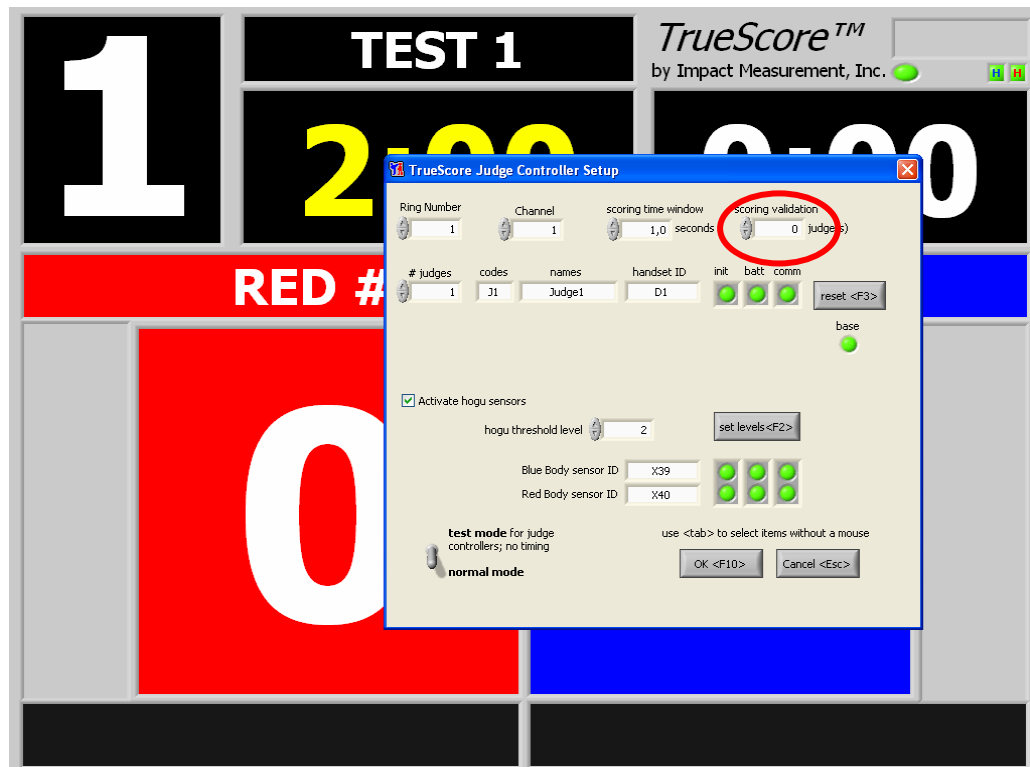 1
TEST 1
TrueScore™
by Impact Measurement, Inc.
H H
2:00
0:00
TrueScore Judge Controller Setup
Ring Number
Channel
scoring time window
scoring validation
1
1
1,0 seconds
0 judge(s)
# judges
codes
names
handset ID
init batt comm
1
J1
Judge1
D1
reset <F3>
base
Activate hogu sensors
hogu threshold level 2
set levels<F2>
Blue Body sensor ID X39
Red Body sensor ID X40
test mode for judge
controllers; no timing
normal mode
use <tab> to select items without a mouse
OK <F10>
Cancel <Esc>
RED #
0